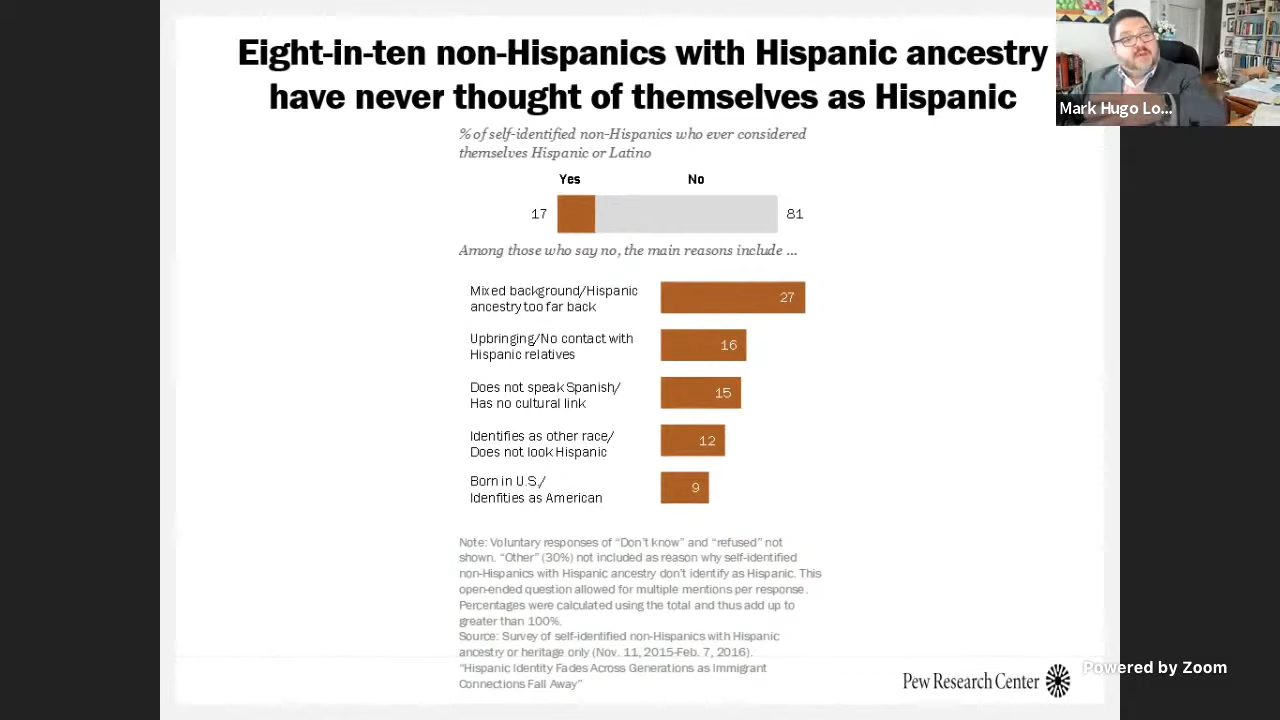 Eight-in-ten non-Hispanics with Hispanic ancestry
have never thought of themselves as Hispanic
Mark Hugo Lo...
% of self-identified non-Hispanics who ever considered
themselves Hispanic or Latino
Yes No
17 81
Among those who say no, the main reasons include ...
Mixed background/Hispanic
ancestry too far back
27
Upbringing/No contact with
Hispanic relatives
16
Does not speak Spanish/
Has no cultural link
15
Identifies as other race/
Does not look Hispanic
12
Born in U.S./
Idenfities as American
9
Note: Voluntary responses of “Don’t know” and “refused” not
shown. “Other” (30%) not included as reason why self-identified
non-Hispanics with Hispanic ancestry don’t identify as Hispanic. This
open-ended question allowed for multiple mentions per response.
Percentages were calculated using the total and thus add up to
greater than 100%.
Source: Survey of self-identified non-Hispanics with Hispanic
ancestry or heritage only (Nov. 11, 2015-Feb. 7, 2016).
“Hispanic Identity Fades Across Generations as Immigrant
Connections Fall Away”
Pew Research Center
Powered by Zoom